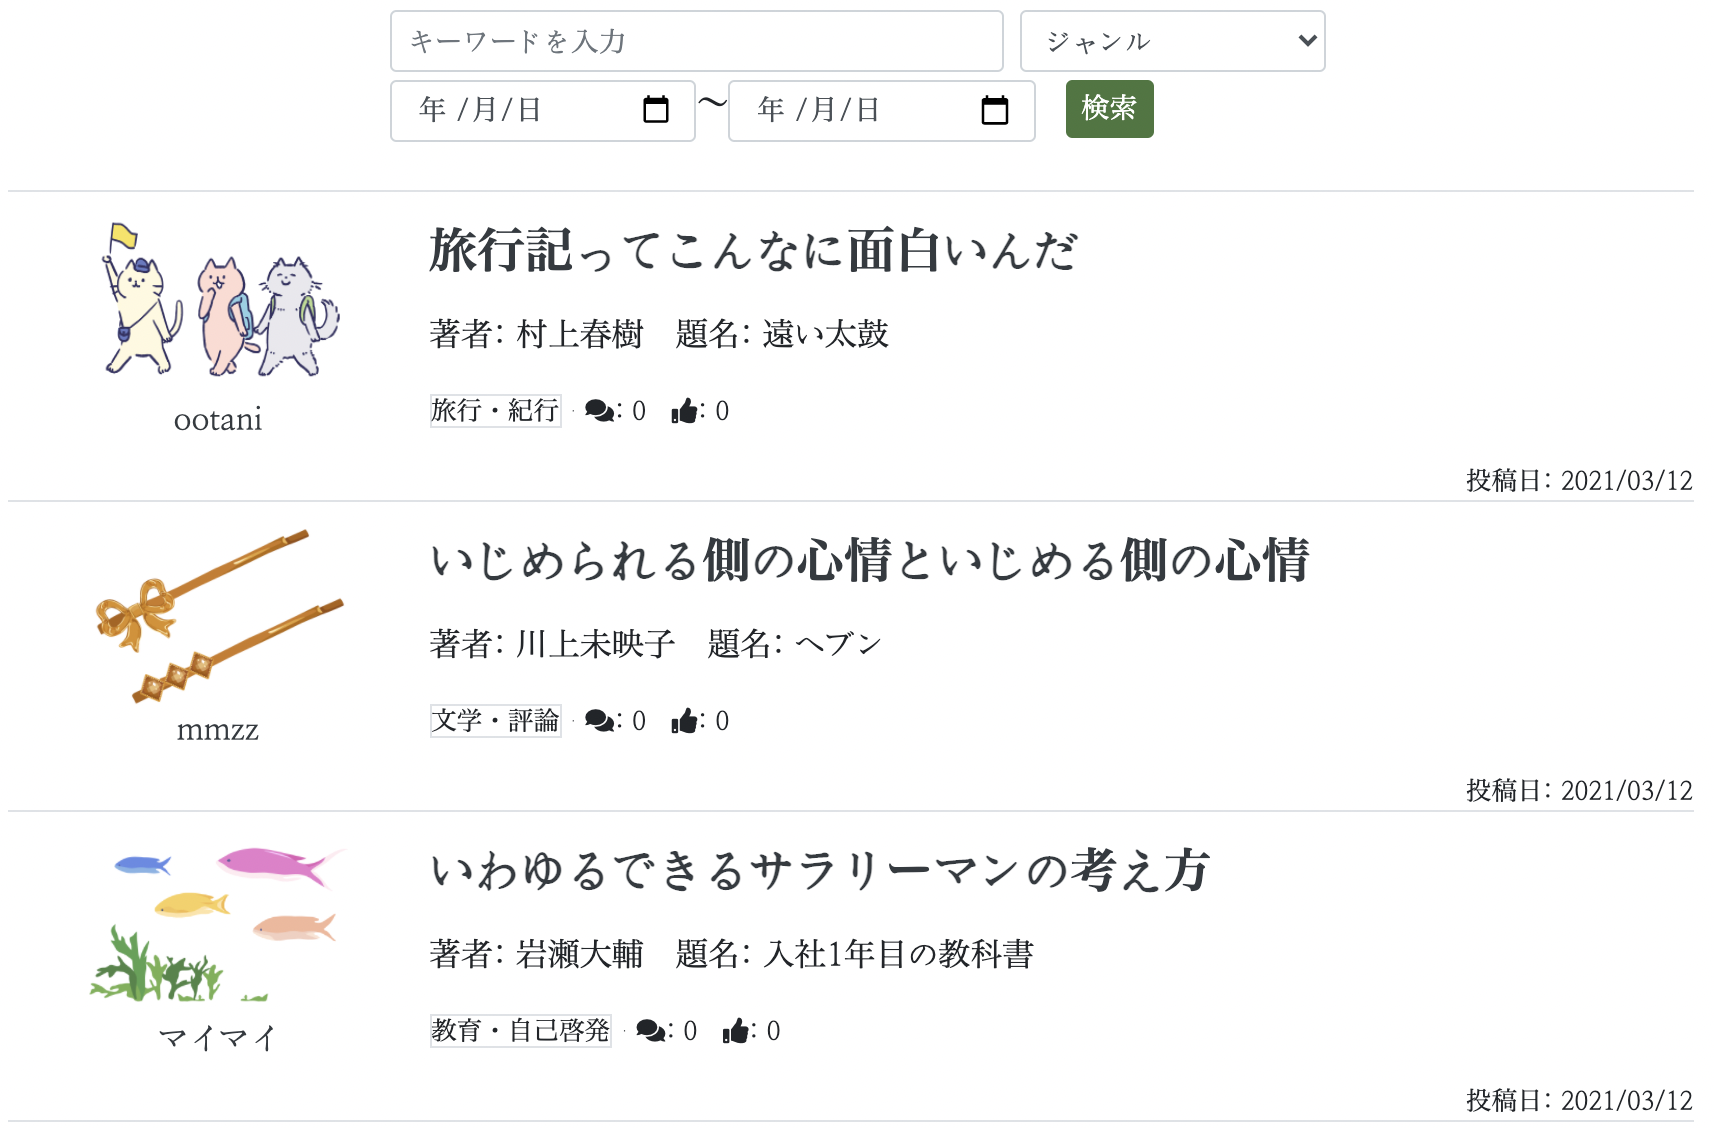 キーワードを入力 ジャンル
年 /月/日 〜 年 /月/日 検索
旅行記ってこんなに面白いんだ
著者: 村上春樹　題名: 遠い太鼓
旅行・紀行 · : 0 : 0
ootani
投稿日: 2021/03/12
いじめられる側の心情といじめる側の心情
著者: 川上未映子　題名: ヘブン
文学・評論 · : 0 : 0
mmzz
投稿日: 2021/03/12
いわゆるできるサラリーマンの考え方
著者: 岩瀬大輔　題名: 入社1年目の教科書
教育・自己啓発 · : 0 : 0
マイマイ
投稿日: 2021/03/12